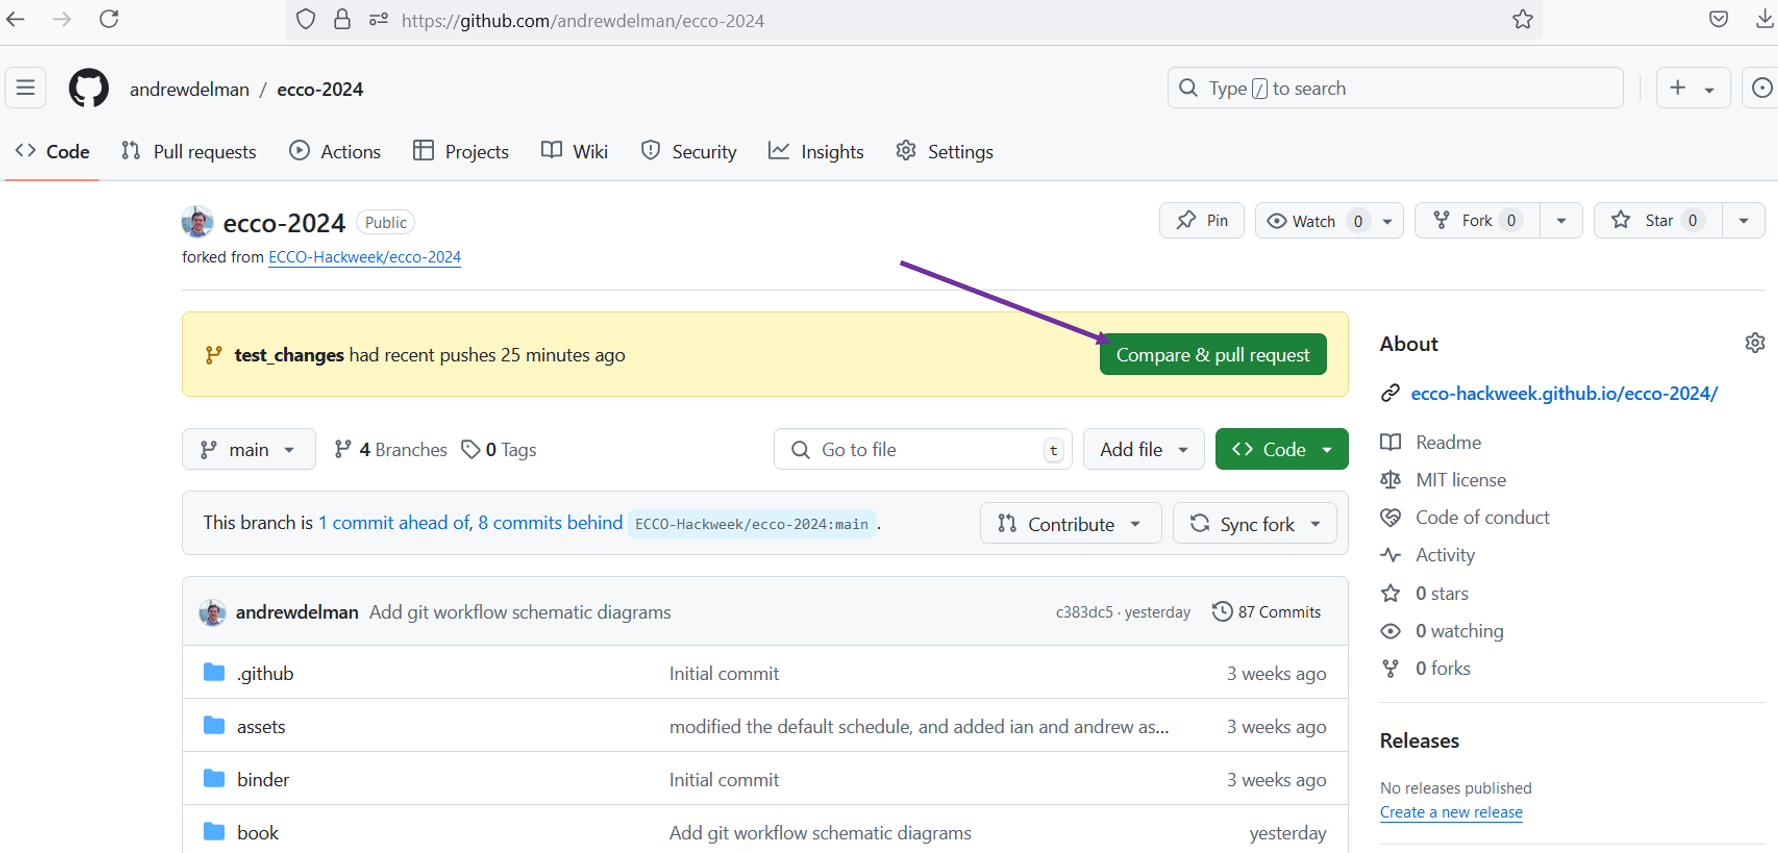 https://github.com/andrewdelman/ecco-2024
andrewdelman / ecco-2024
Type / to search
Code Pull requests Actions Projects Wiki Security Insights Settings
ecco-2024 Public
Pin Watch 0 Fork 0 Star 0
forked from ECCO-Hackweek/ecco-2024
test_changes had recent pushes 25 minutes ago
Compare & pull request
main 4 Branches 0 Tags
Go to file t
Add file
Code
This branch is 1 commit ahead of, 8 commits behind ECCO-Hackweek/ecco-2024:main .
Contribute
Sync fork
andrewdelman Add git workflow schematic diagrams c383dc5 · yesterday 87 Commits
.github Initial commit 3 weeks ago
assets modified the default schedule, and added ian and andrew as... 3 weeks ago
binder Initial commit 3 weeks ago
book Add git workflow schematic diagrams yesterday
About
ecco-hackweek.github.io/ecco-2024/
Readme
MIT license
Code of conduct
Activity
0 stars
0 watching
0 forks
Releases
No releases published
Create a new release